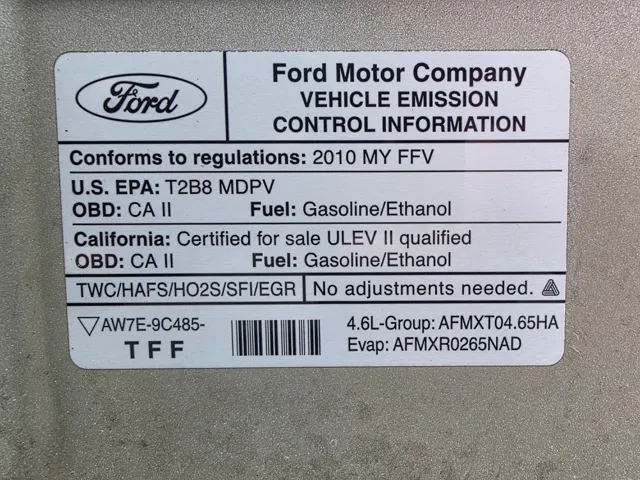 Ford
Ford Motor Company
VEHICLE EMISSION
CONTROL INFORMATION
Conforms to regulations: 2010 MY FFV
U.S. EPA: T2B8 MDPV
OBD: CA II Fuel: Gasoline/Ethanol
California: Certified for sale ULEV II qualified
OBD: CA II Fuel: Gasoline/Ethanol
TWC/HAFS/HO2S/SFI/EGR No adjustments needed.
AW7E-9C485- 4.6L-Group: AFMXT04.65HA
TFF Evap: AFMXR0265NAD